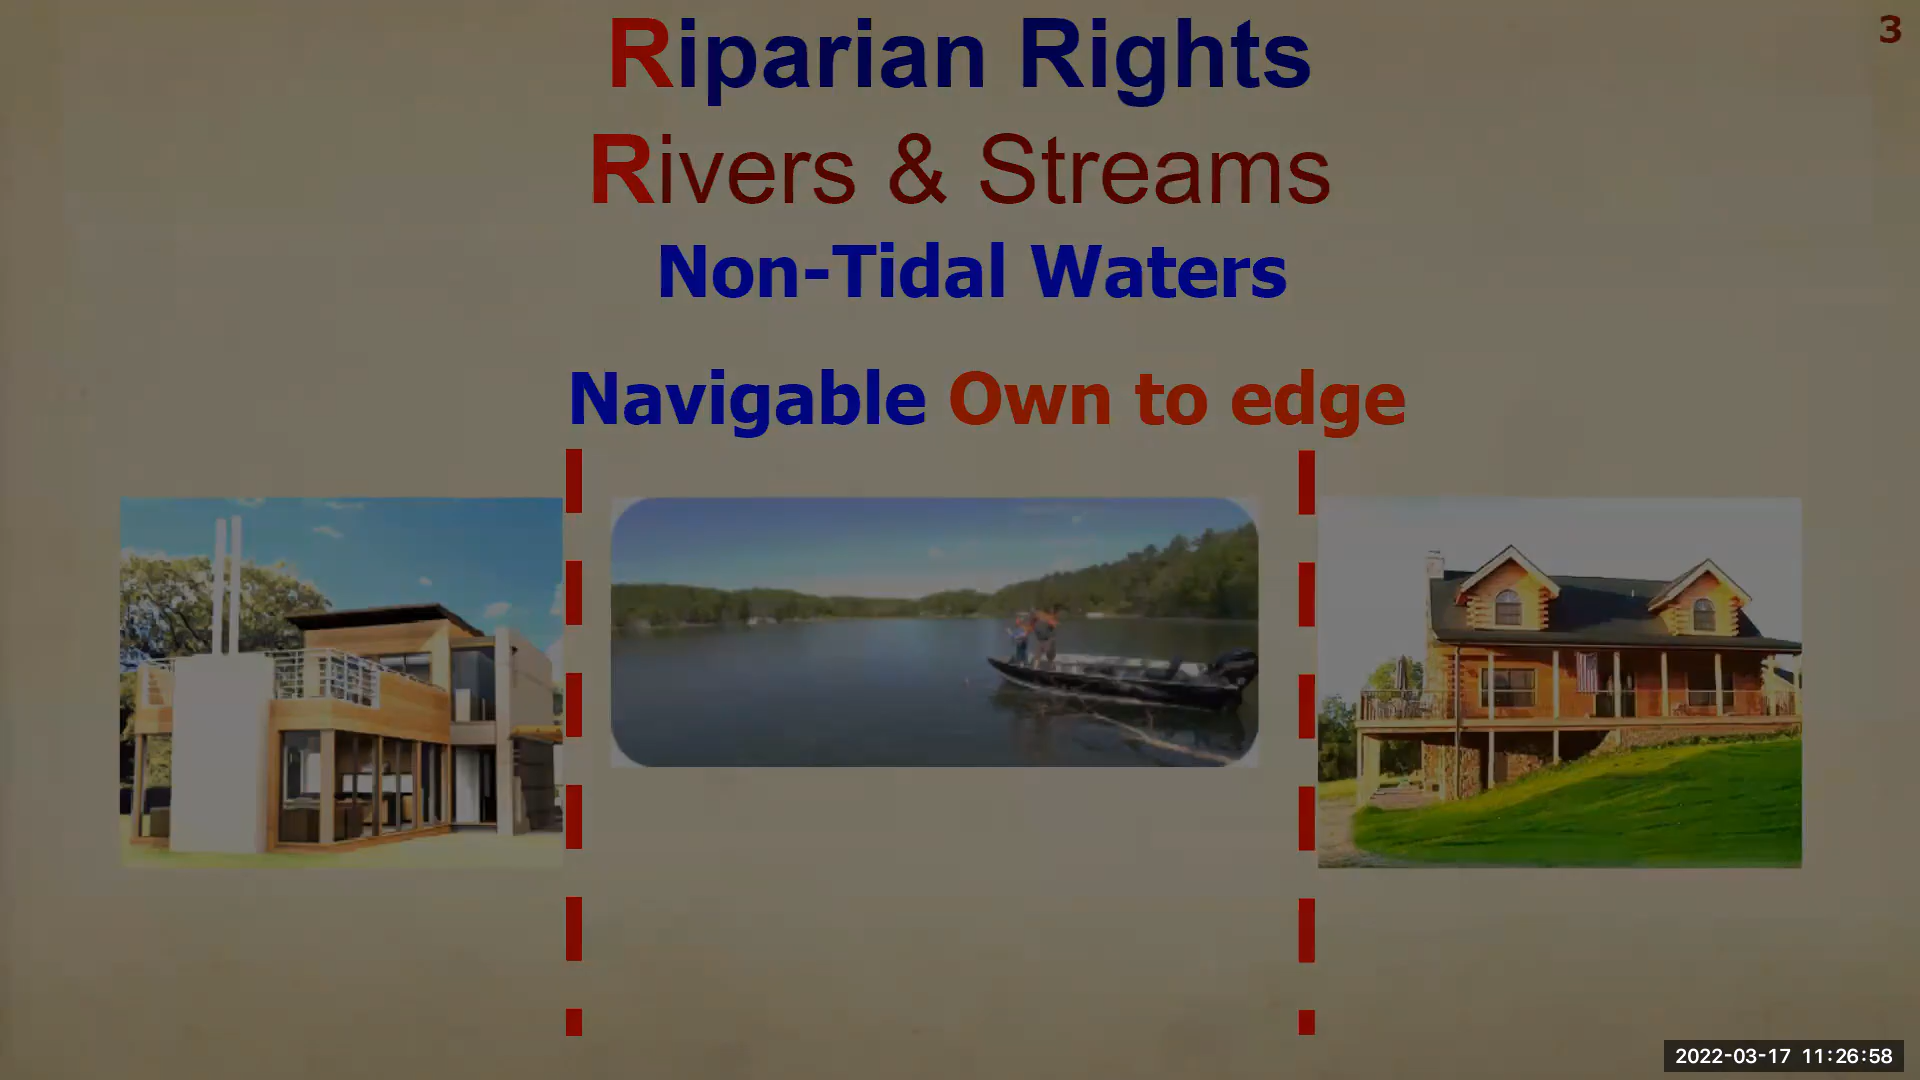 3
Riparian Rights
Rivers & Streams
Non-Tidal Waters
Navigable Own to edge
2022-03-17 11:26:58